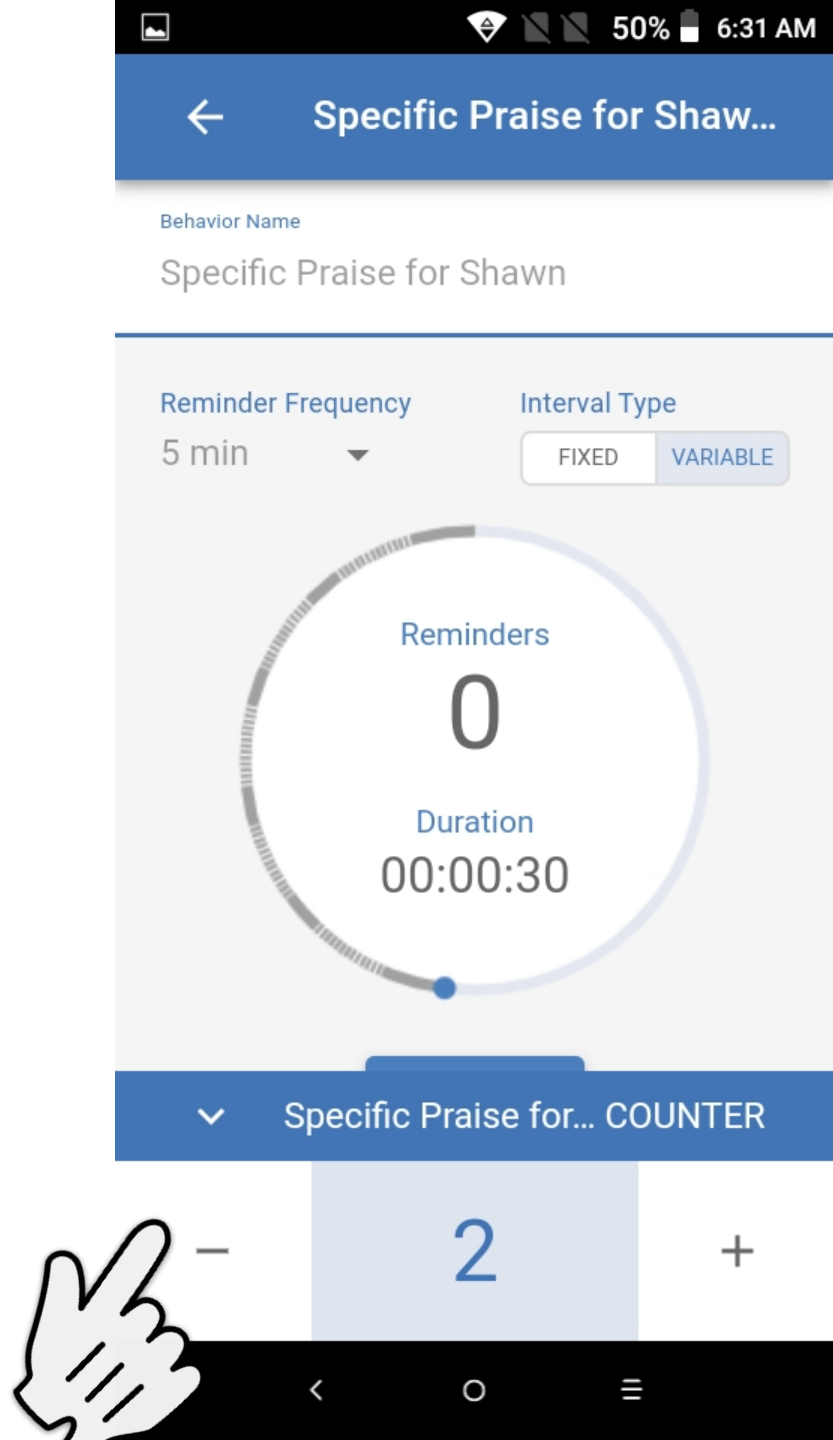 50% 6:31 AM
Specific Praise for Shaw...
Behavior Name
Specific Praise for Shawn
Reminder Frequency
Interval Type
5 min
FIXED
VARIABLE
Reminders
0
Duration
00:00:30
Specific Praise for... COUNTER
− 2 +